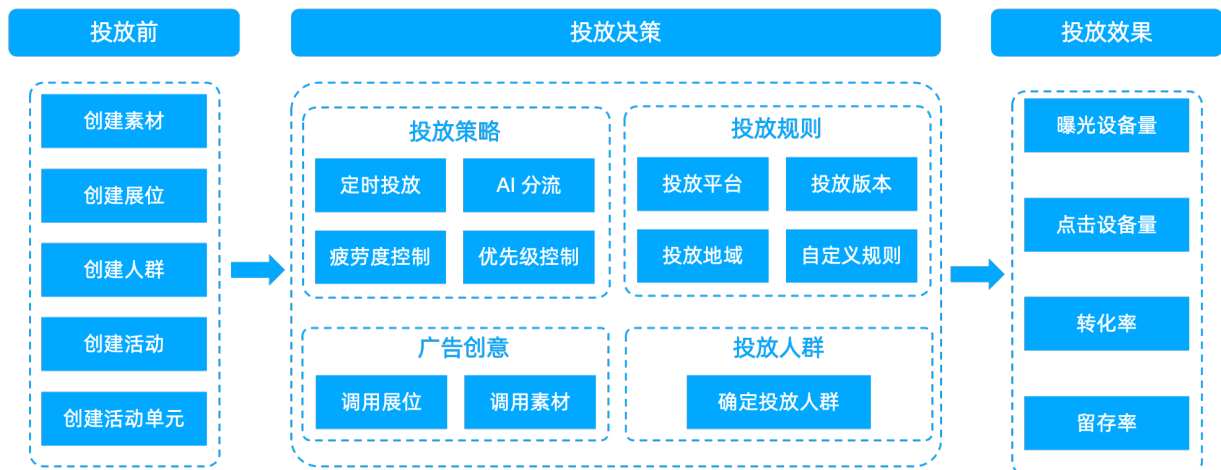 投放前
投放决策
投放效果
创建素材
创建展位
创建人群
创建活动
创建活动单元
投放策略
定时投放
AI 分流
疲劳度控制
优先级控制
投放规则
投放平台
投放版本
投放地域
自定义规则
广告创意
调用展位
调用素材
投放人群
确定投放人群
曝光设备量
点击设备量
转化率
留存率